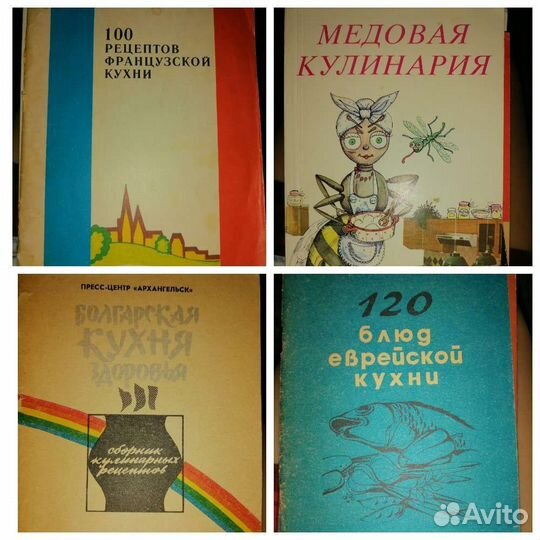 100
РЕЦЕПТОВ
ФРАНЦУЗСКОЙ
КУХНИ
МЕДОВАЯ
КУЛИНАРИЯ
ПРЕСС-ЦЕНТР «АРХАНГЕЛЬСК»
БОЛГАРСКАЯ
КУХНЯ
ЗДОРОВЬЯ
сборник
кулинарных
рецептов
120
блюд
еврейской
кухни
Avito